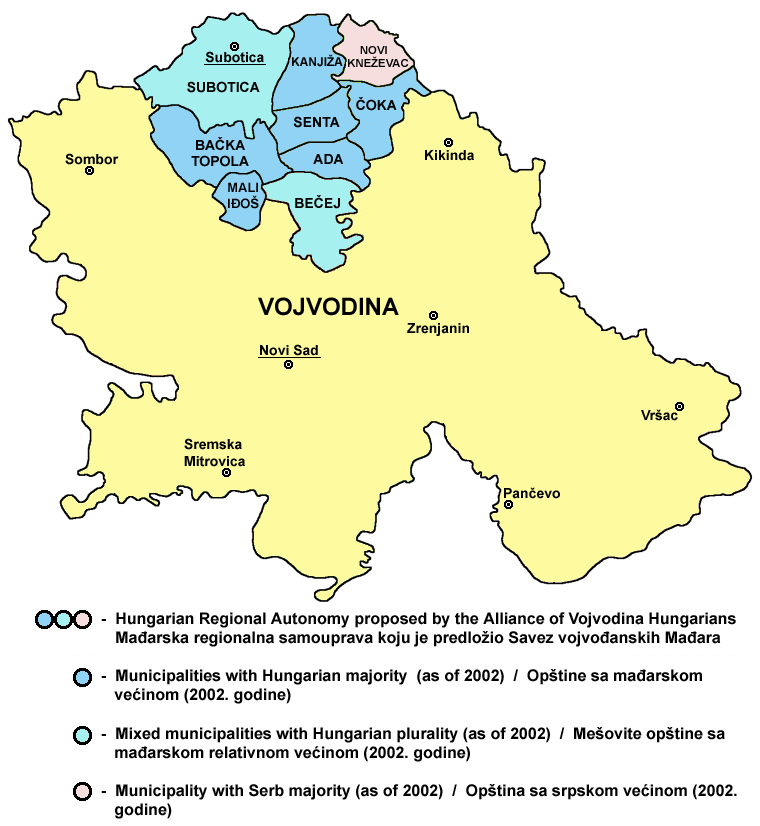 Subotica
SUBOTICA
KANJIŽA
NOVI
KNEŽEVAC
ČOKA
SENTA
BAČKA
TOPOLA
ADA
MALI
IĐOŠ
BEČEJ
Sombor
Kikinda
VOJVODINA
Zrenjanin
Novi Sad
Vršac
Sremska
Mitrovica
Pančevo
- Hungarian Regional Autonomy proposed by the Alliance of Vojvodina Hungarians
Mađarska regionalna samouprava koju je predložio Savez vojvođanskih Mađara
- Municipalities with Hungarian majority (as of 2002) / Opštine sa mađarskom
većinom (2002. godine)
- Mixed municipalities with Hungarian plurality (as of 2002) / Mešovite opštine sa
mađarskom relativnom većinom (2002. godine)
- Municipality with Serb majority (as of 2002) / Opština sa srpskom većinom (2002.
godine)